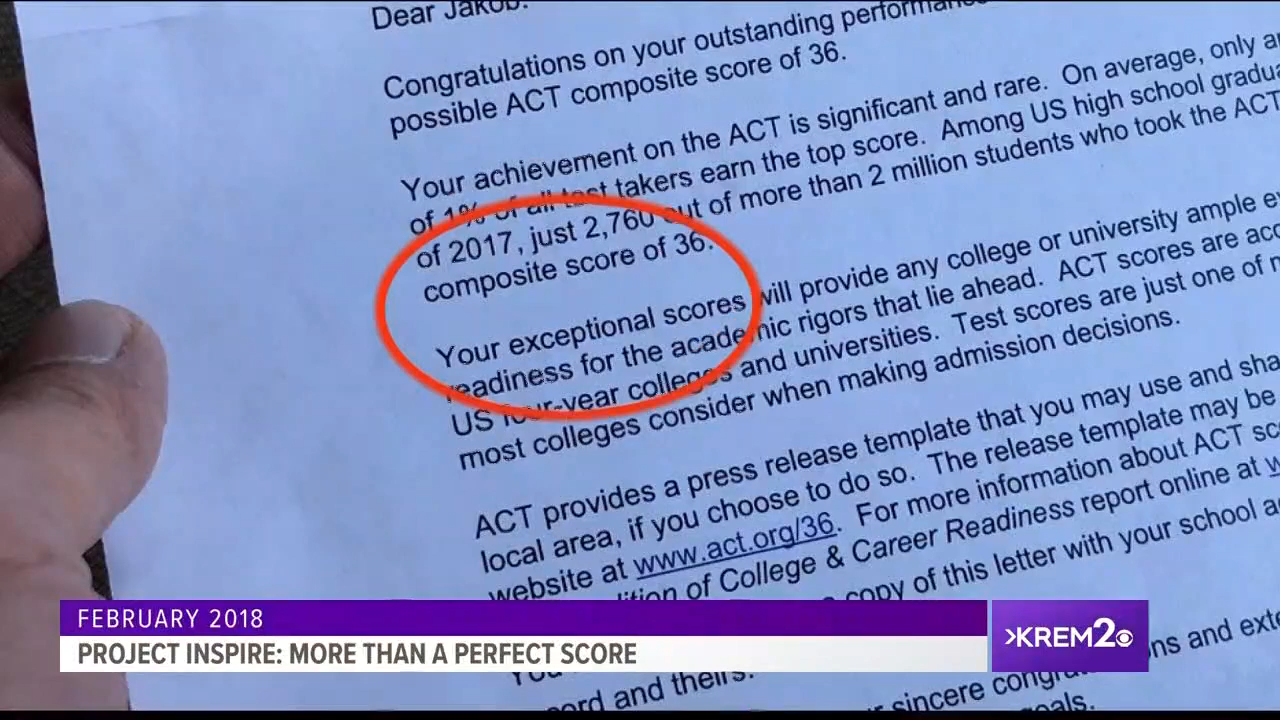 Dear Jakob:
Congratulations on your outstanding performance
possible ACT composite score of 36.
Your achievement on the ACT is significant and rare. On average, only
of 1% of all test takers earn the top score. Among US high school
of 2017, just 2,760 out of more than 2 million students who took the ACT
composite score of 36.
Your exceptional scores will provide any college or university ample
readiness for the academic rigors that lie ahead. ACT scores are
US four-year colleges and universities. Test scores are just one of
most colleges consider when making admission decisions.
ACT provides a press release template that you may use and
local area, if you choose to do so. The release template may be
website at www.act.org/36. For more information about ACT
of College & Career Readiness report online at
copy of this letter with your school
and
sincere
goals.
and theirs.
FEBRUARY 2018
PROJECT INSPIRE: MORE THAN A PERFECT SCORE
KREM2